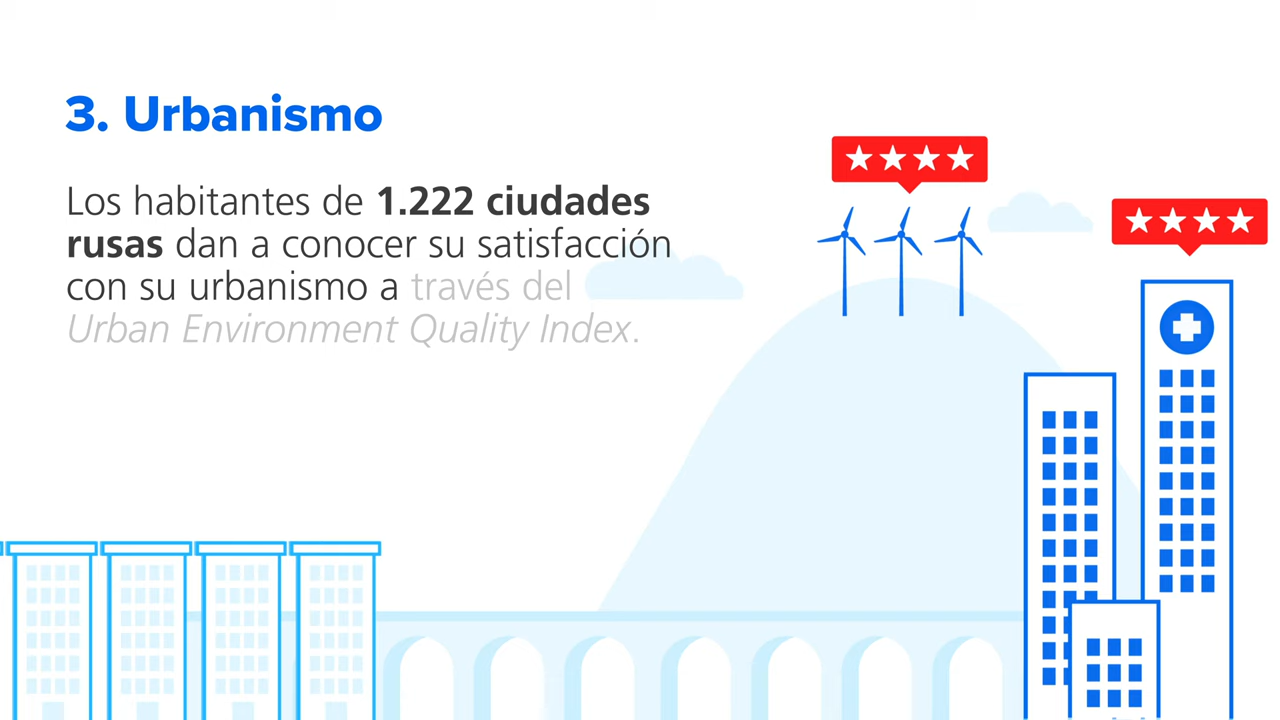 3. Urbanismo
Los habitantes de 1.222 ciudades
rusas dan a conocer su satisfacción
con su urbanismo a través del
Urban Environment Quality Index.